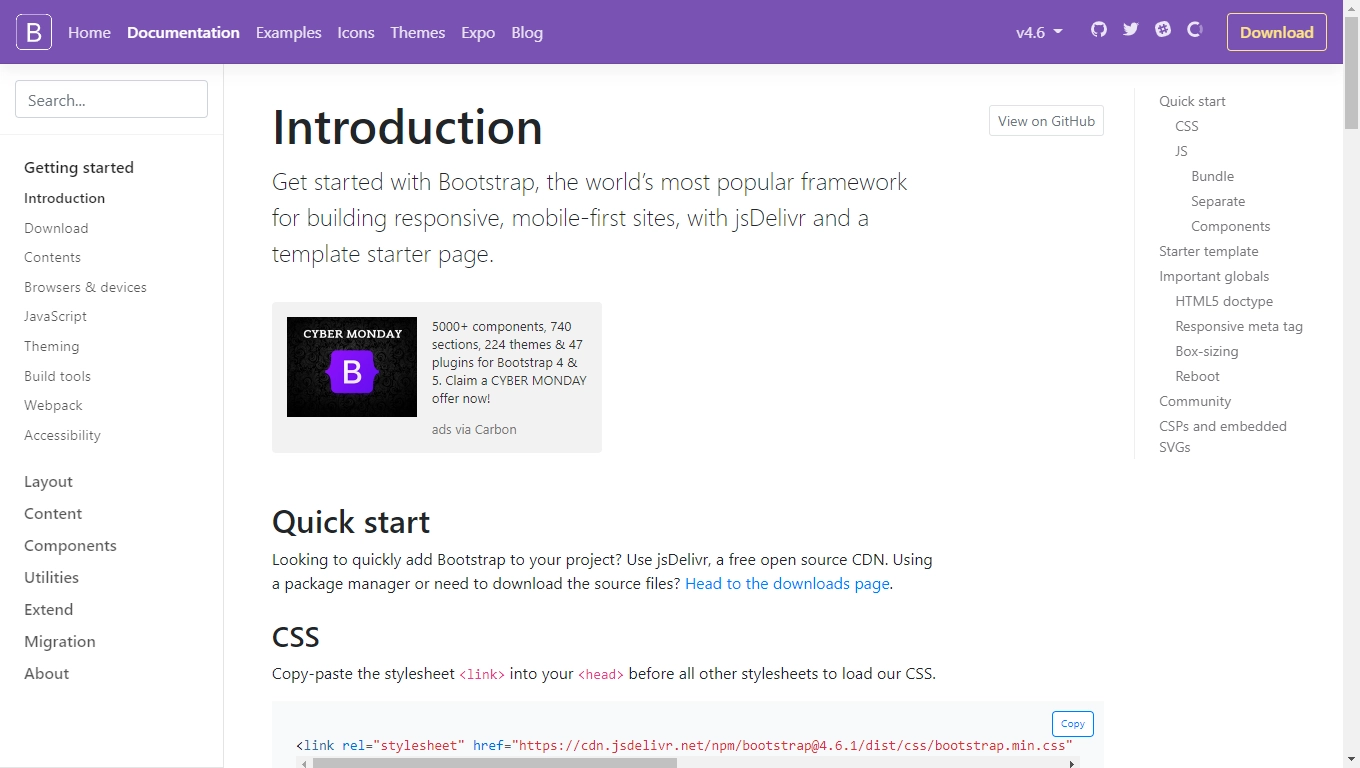 B
Home
Documentation
Examples
Icons
Themes
Expo
Blog
v4.6
Download
Search...
Getting started
Introduction
Download
Contents
Browsers & devices
JavaScript
Theming
Build tools
Webpack
Accessibility
Layout
Content
Components
Utilities
Extend
Migration
About
Introduction
View on GitHub
Get started with Bootstrap, the world’s most popular framework
for building responsive, mobile-first sites, with jsDelivr and a
template starter page.
CYBER MONDAY
B
5000+ components, 740
sections, 224 themes & 47
plugins for Bootstrap 4 &
5. Claim a CYBER MONDAY
offer now!
ads via Carbon
Quick start
Looking to quickly add Bootstrap to your project? Use jsDelivr, a free open source CDN. Using
a package manager or need to download the source files? Head to the downloads page.
CSS
Copy-paste the stylesheet <link> into your <head> before all other stylesheets to load our CSS.
Copy
<link rel="stylesheet" href="https://cdn.jsdelivr.net/npm/bootstrap@4.6.1/dist/css/bootstrap.min.css"
Quick start
CSS
JS
Bundle
Separate
Components
Starter template
Important globals
HTML5 doctype
Responsive meta tag
Box-sizing
Reboot
Community
CSPs and embedded
SVGs